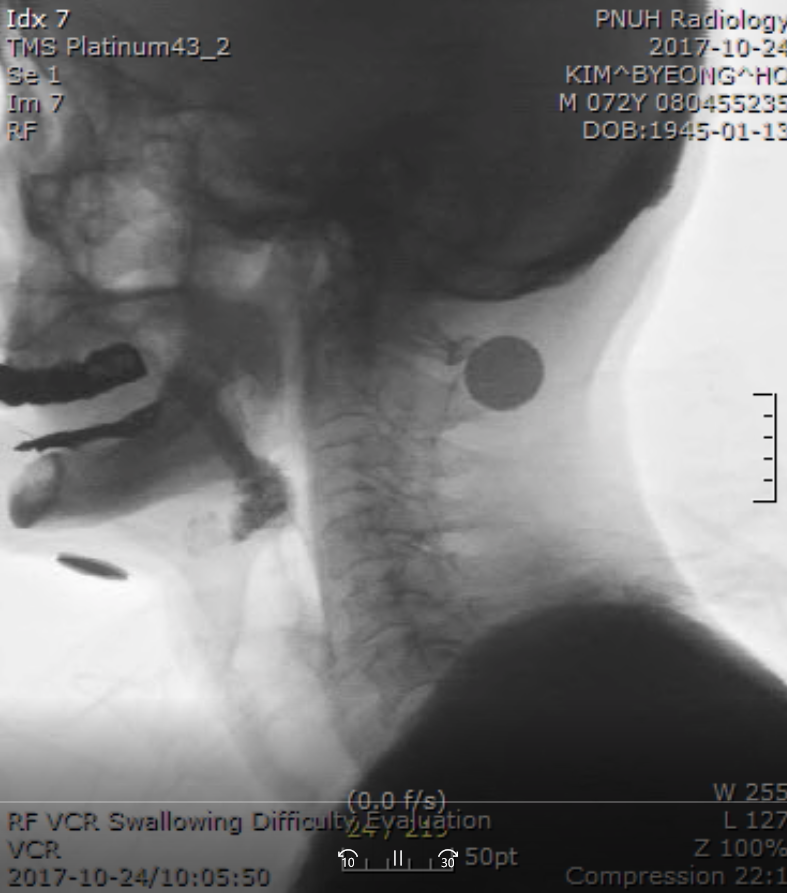 Idx 7
TMS Platinum43_2
Se 1
Im 7
RF
PNUH Radiology
2017-10-24
KIM^BYEONG^HO
M 072Y 080455235
DOB:1945-01-13
(0.0 f/s)
24 / 213
RF VCR Swallowing Difficulty Evaluation
VCR
2017-10-24/10:05:50
10
30
50pt
W 255
L 127
Z 100%
Compression 22:1